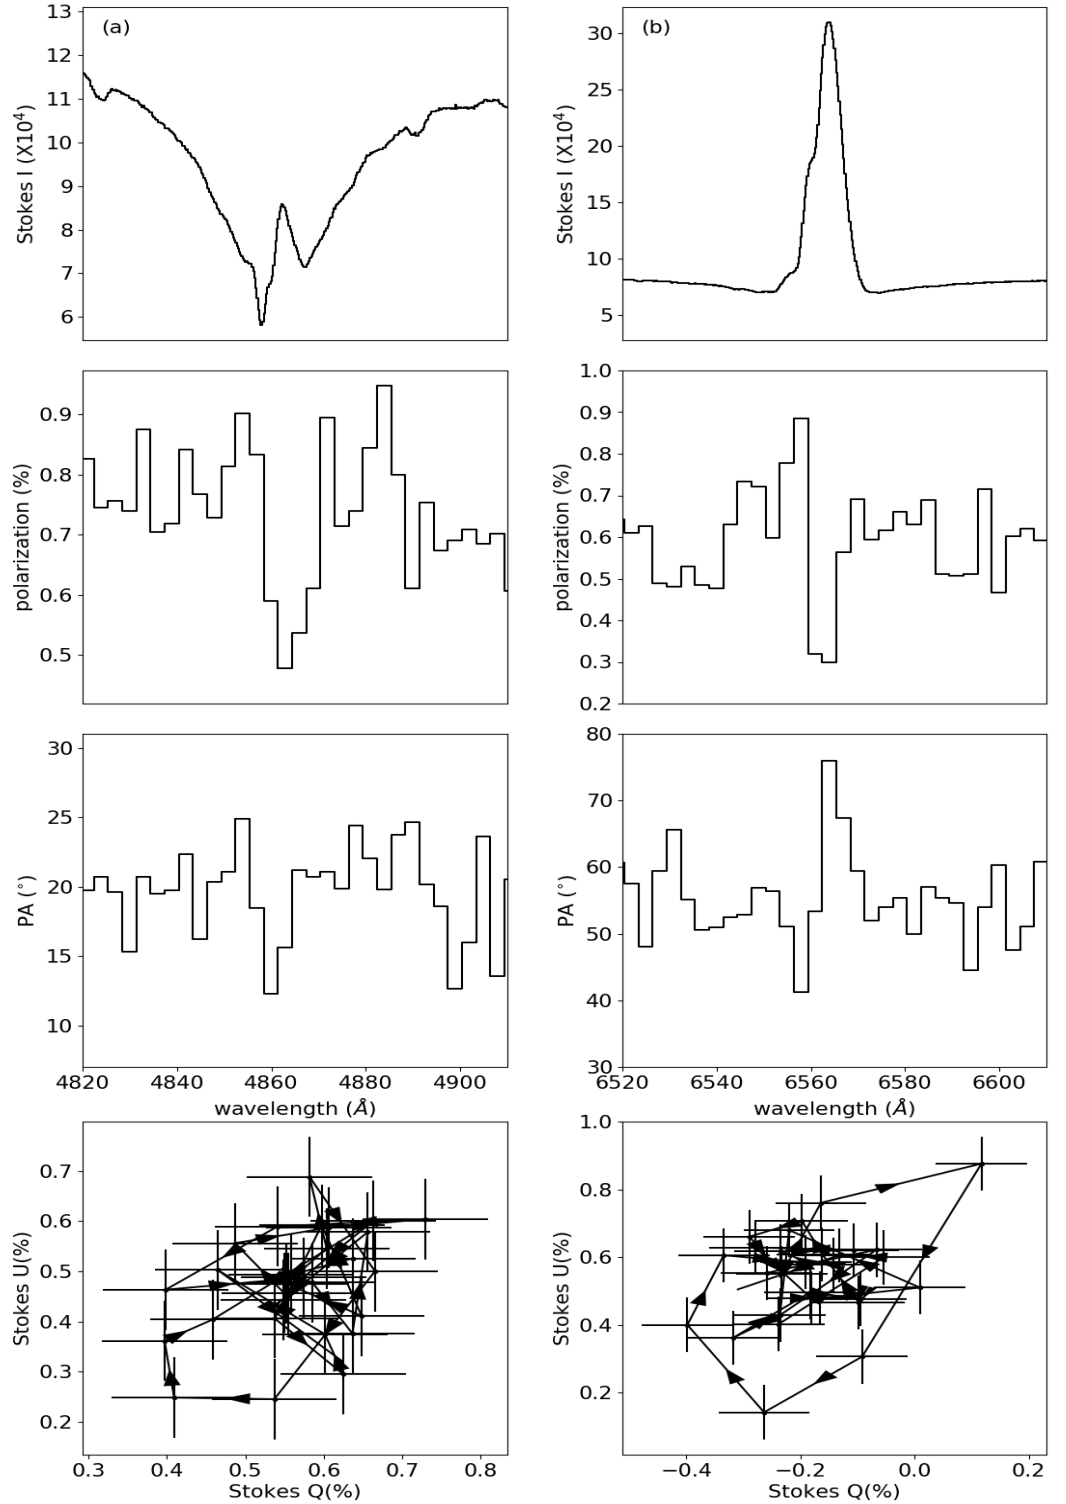 (a)
Stokes I (X10⁴)
13
12
11
10
9
8
7
6
(b)
Stokes I (X10⁴)
30
25
20
15
10
5
polarization (%)
0.9
0.8
0.7
0.6
0.5
polarization (%)
1.0
0.9
0.8
0.7
0.6
0.5
0.4
0.3
0.2
PA (°)
30
25
20
15
10
4820 4840 4860 4880 4900
wavelength (Å)
PA (°)
80
70
60
50
40
30
6520 6540 6560 6580 6600
wavelength (Å)
Stokes U(%)
0.7
0.6
0.5
0.4
0.3
0.2
0.3 0.4 0.5 0.6 0.7 0.8
Stokes Q(%)
Stokes U(%)
1.0
0.8
0.6
0.4
0.2
−0.4 −0.2 0.0 0.2
Stokes Q(%)